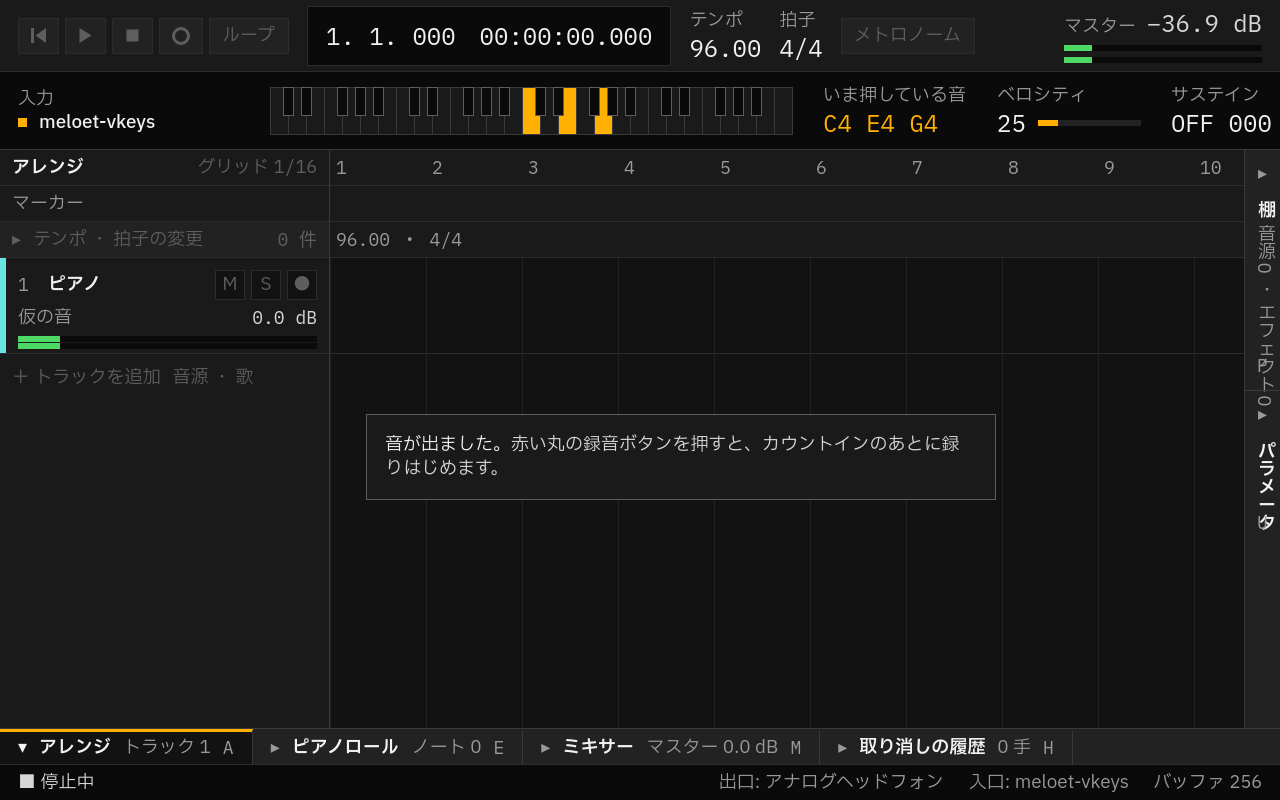 ループ 1. 1. 000 00:00:00.000 テンポ 96.00 拍子 4/4 メトロノーム マスター −36.9 dB
入力
meloet-vkeys
いま押している音 ベロシティ サステイン
C4 E4 G4 25 OFF 000
アレンジ グリッド 1/16 1 2 3 4 5 6 7 8 9 10
マーカー
▸ テンポ · 拍子の変更 0 件 96.00 · 4/4
1 ピアノ M S
仮の音 0.0 dB
＋ トラックを追加 音源 · 歌
音が出ました。赤い丸の録音ボタンを押すと、カウントインのあとに録
りはじめます。
▸ 棚 音源 0 · エフェクト 0
▸ パラメータ
▾ アレンジ トラック 1 A ▸ ピアノロール ノート 0 E ▸ ミキサー マスター 0.0 dB M ▸ 取り消しの履歴 0 手 H
■ 停止中 出口: アナログヘッドフォン 入口: meloet-vkeys バッファ 256